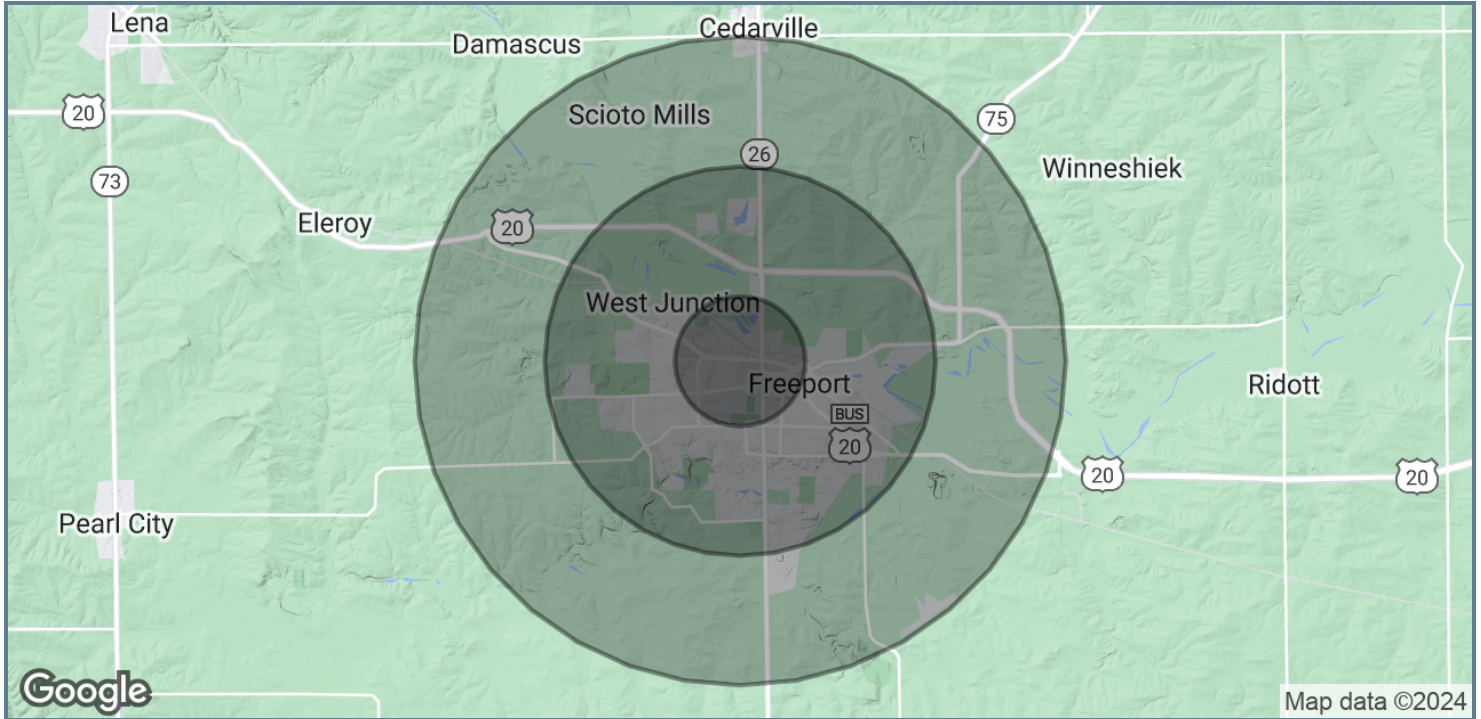 Lena
Cedarville
Damascus
20
Scioto Mills
75
26
Winneshiek
73
Eleroy
20
West Junction
Freeport
Ridott
BUS
20
20
20
Pearl City
Google
Map data ©2024